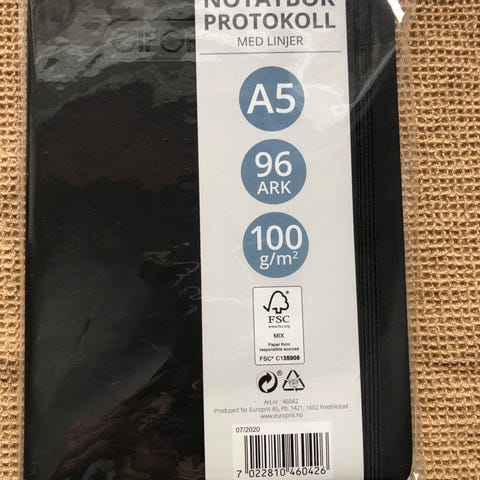 NOTATBOK
PROTOKOLL
MED LINJER
A5
96
ARK
100
g/m²
FSC
www.fsc.org
MIX
Paper from
responsible sources
FSC® C135908
®
Art.nr.: 46042
Produsert for Europris AS, Pb. 1421, 1602 Fredrikstad
www.europris.no
07/2020
7 022810 460426